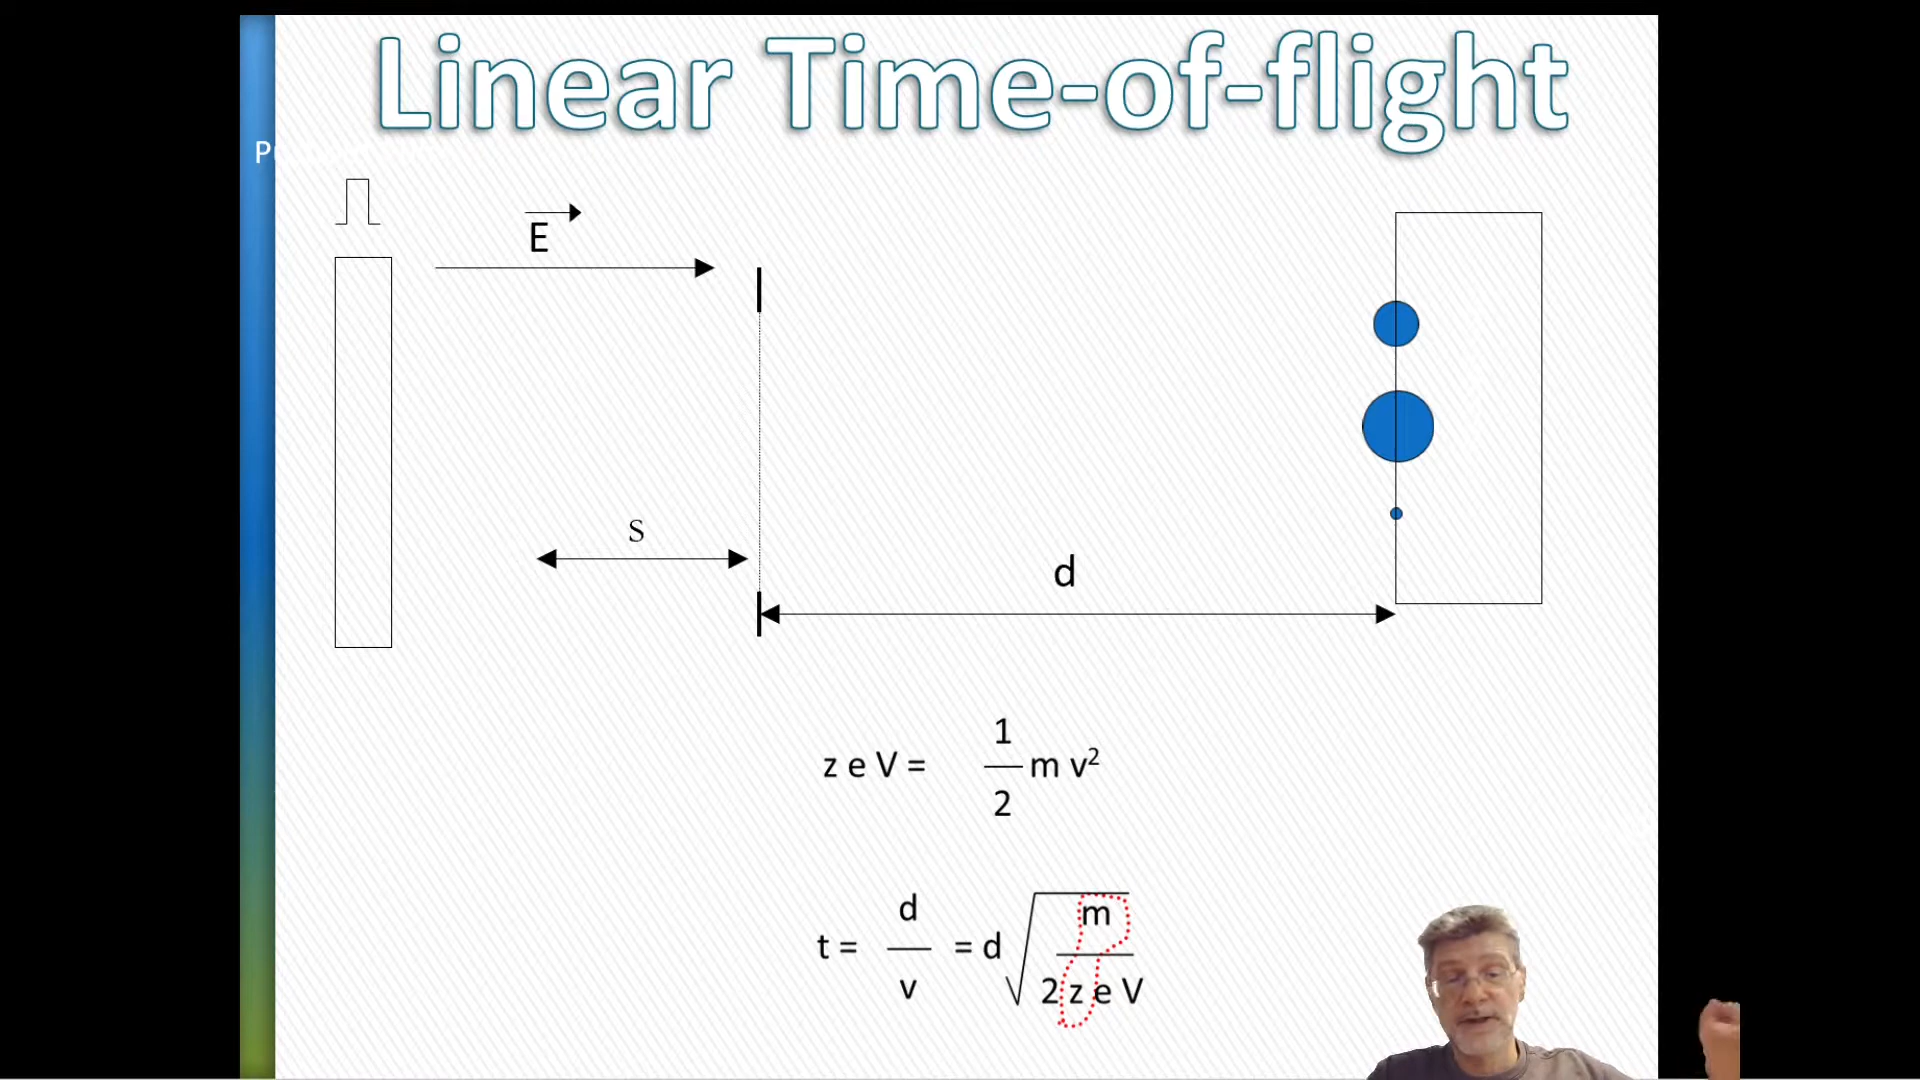 Linear Time-of-flight
E
S
d
z e V = 1/2 m v²
t = d/v = d √(m / 2 z e V)